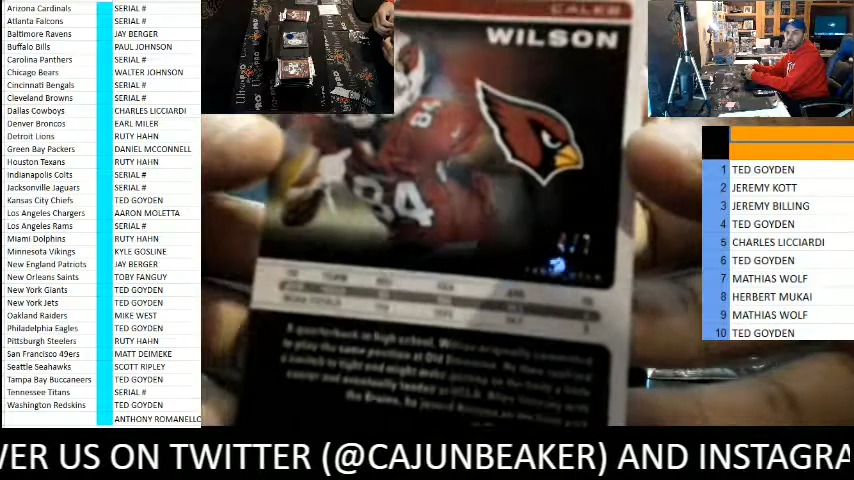 Arizona Cardinals SERIAL #
Atlanta Falcons SERIAL #
Baltimore Ravens JAY BERGER
Buffalo Bills PAUL JOHNSON
Carolina Panthers SERIAL #
Chicago Bears WALTER JOHNSON
Cincinnati Bengals SERIAL #
Cleveland Browns SERIAL #
Dallas Cowboys CHARLES LICCIARDI
Denver Broncos EARL MILER
Detroit Lions RUTY HAHN
Green Bay Packers DANIEL MCCONNELL
Houston Texans RUTY HAHN
Indianapolis Colts SERIAL #
Jacksonville Jaguars SERIAL #
Kansas City Chiefs TED GOYDEN
Los Angeles Chargers AARON MOLETTA
Los Angeles Rams SERIAL #
Miami Dolphins RUTY HAHN
Minnesota Vikings KYLE GOSLINE
New England Patriots JAY BERGER
New Orleans Saints TOBY FANGUY
New York Giants TED GOYDEN
New York Jets TED GOYDEN
Oakland Raiders MIKE WEST
Philadelphia Eagles TED GOYDEN
Pittsburgh Steelers RUTY HAHN
San Francisco 49ers MATT DEIMEKE
Seattle Seahawks SCOTT RIPLEY
Tampa Bay Buccaneers TED GOYDEN
Tennessee Titans SERIAL #
Washington Redskins TED GOYDEN
ANTHONY ROMANELLO
CALEB
WILSON
84
84
1 TED GOYDEN
2 JEREMY KOTT
3 JEREMY BILLING
4 TED GOYDEN
5 CHARLES LICCIARDI
6 TED GOYDEN
7 MATHIAS WOLF
8 HERBERT MUKAI
9 MATHIAS WOLF
10 TED GOYDEN
VER US ON TWITTER (@CAJUNBEAKER) AND INSTAGRA